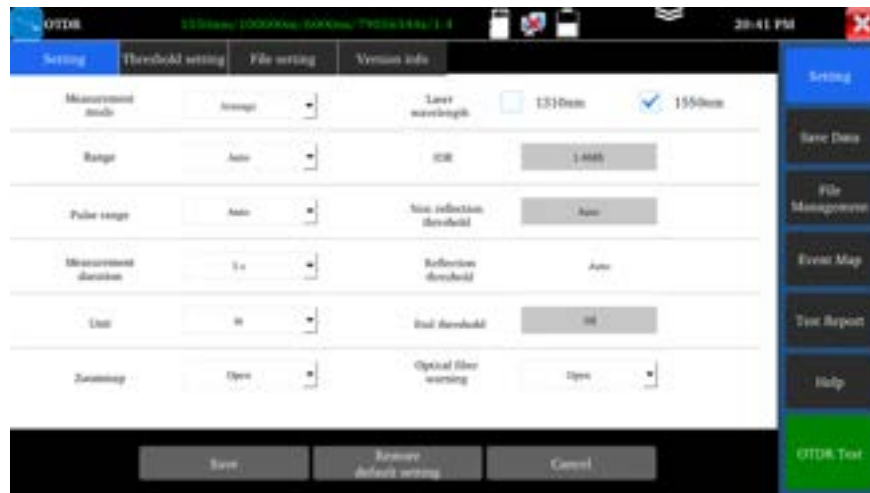 OTDR
20:41 PM
Setting Threshold setting File setting Version info
Measurement mode Average Laser wavelength 1310nm 1550nm
Range Auto IOR
Pulse range Auto Non reflection threshold Auto
Measurement duration Reflection threshold Auto
Unit End threshold
Open Optical fiber warning Open
Save Restore default setting Cancel
Setting
Save Data
File
Management
Event Map
Test Report
Help
OTDR Test